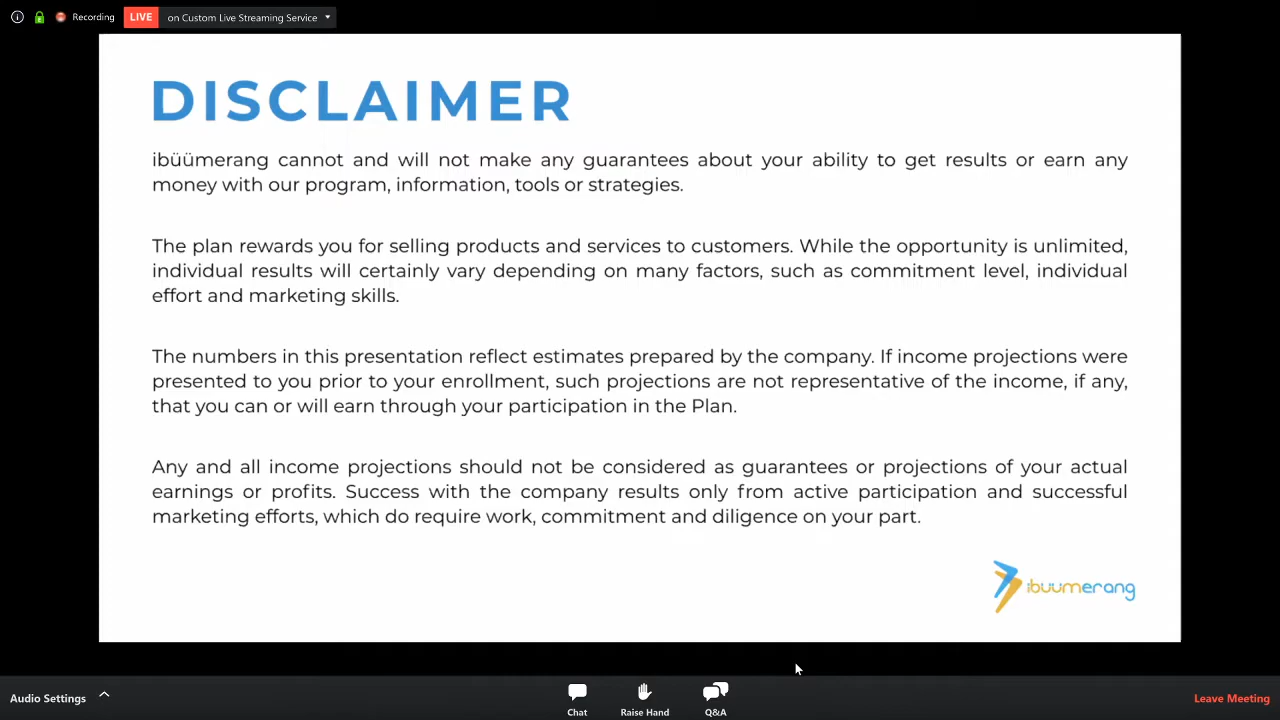 Recording
LIVE
on Custom Live Streaming Service
DISCLAIMER
ibüümerang cannot and will not make any guarantees about your ability to get results or earn any
money with our program, information, tools or strategies.
The plan rewards you for selling products and services to customers. While the opportunity is unlimited,
individual results will certainly vary depending on many factors, such as commitment level, individual
effort and marketing skills.
The numbers in this presentation reflect estimates prepared by the company. If income projections were
presented to you prior to your enrollment, such projections are not representative of the income, if any,
that you can or will earn through your participation in the Plan.
Any and all income projections should not be considered as guarantees or projections of your actual
earnings or profits. Success with the company results only from active participation and successful
marketing efforts, which do require work, commitment and diligence on your part.
ibuumerang
Audio Settings
Chat
Raise Hand
Q&A
Leave Meeting